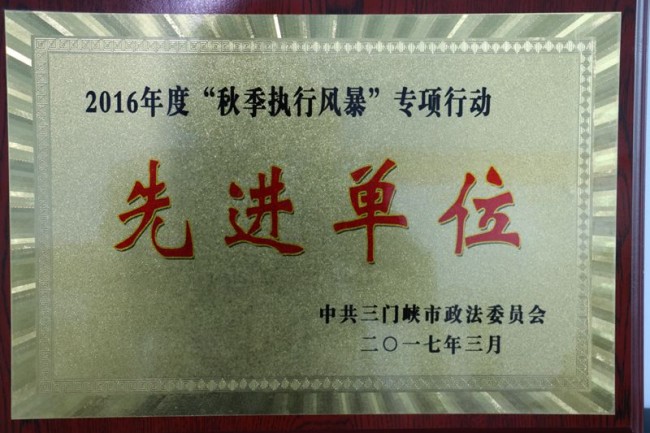 2016年度“秋季执行风暴”专项行动
先进单位
中共三门峡市政法委员会
二〇一七年三月